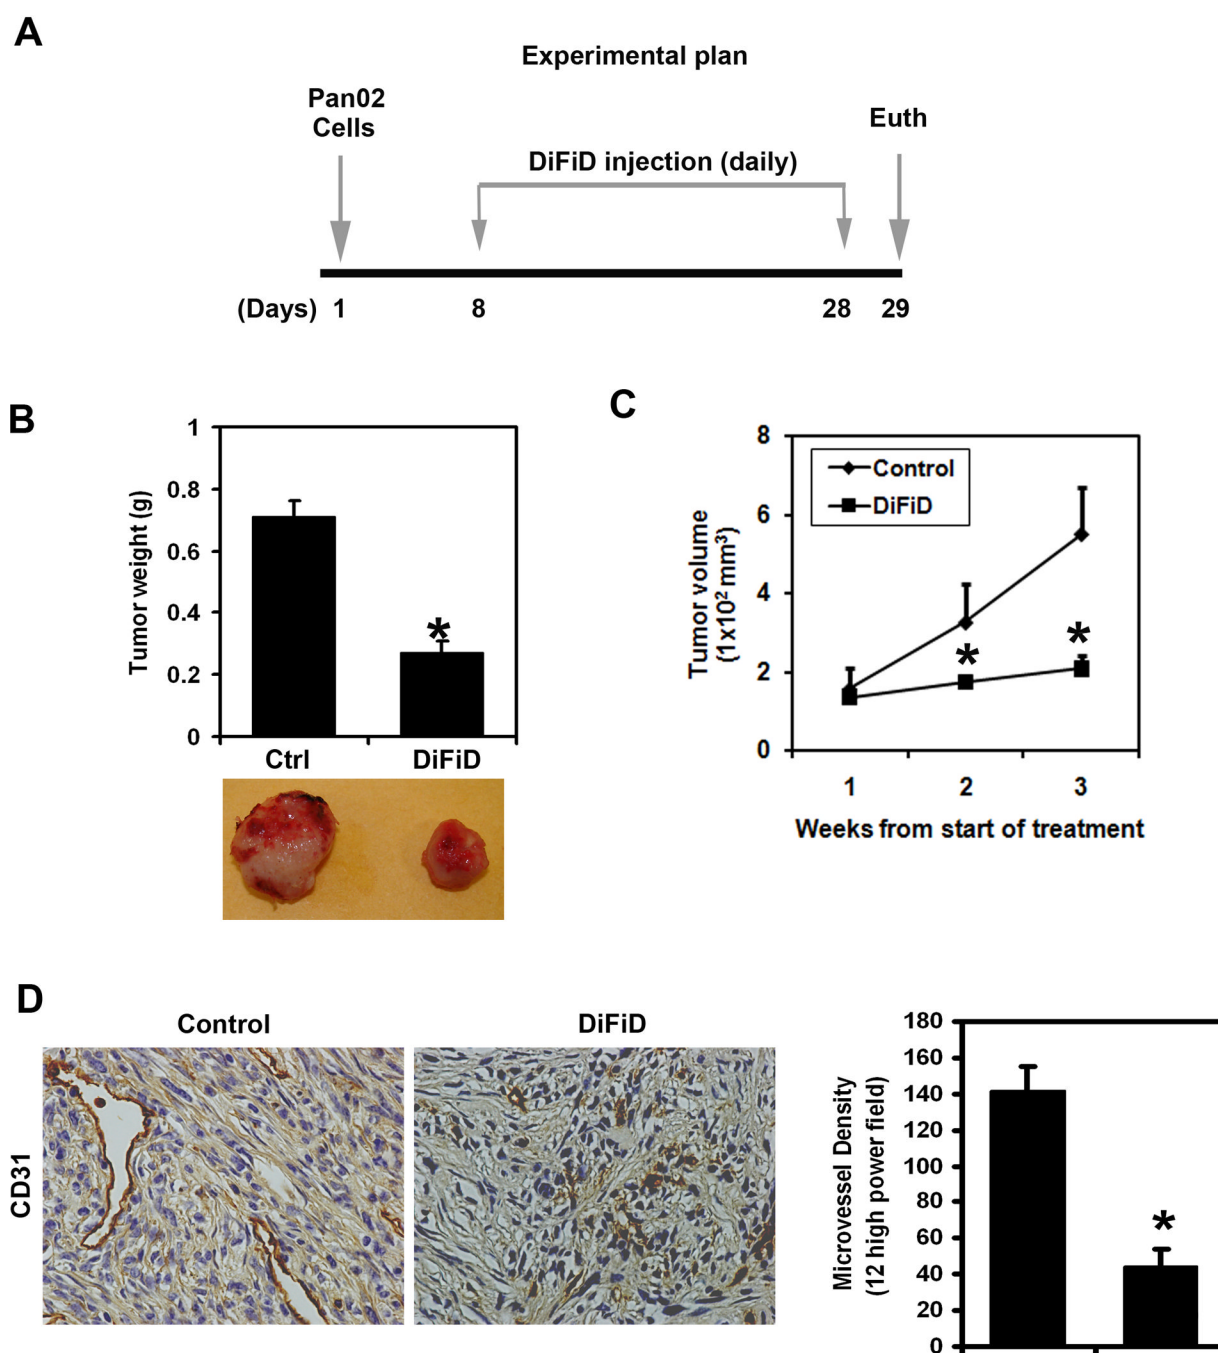 A
Experimental plan
Pan02
Cells
Euth
DiFiD injection (daily)
(Days) 1 8 28 29
B
1
0.8
0.6
0.4
0.2
0
Tumor weight (g)
*
Ctrl DiFiD
C
8
6
4
2
0
Tumor volume
(1x10² mm³)
Control
DiFiD
*
*
1 2 3
Weeks from start of treatment
D
Control
DiFiD
CD31
180
160
140
120
100
80
60
40
20
0
Microvessel Density
(12 high power field)
*